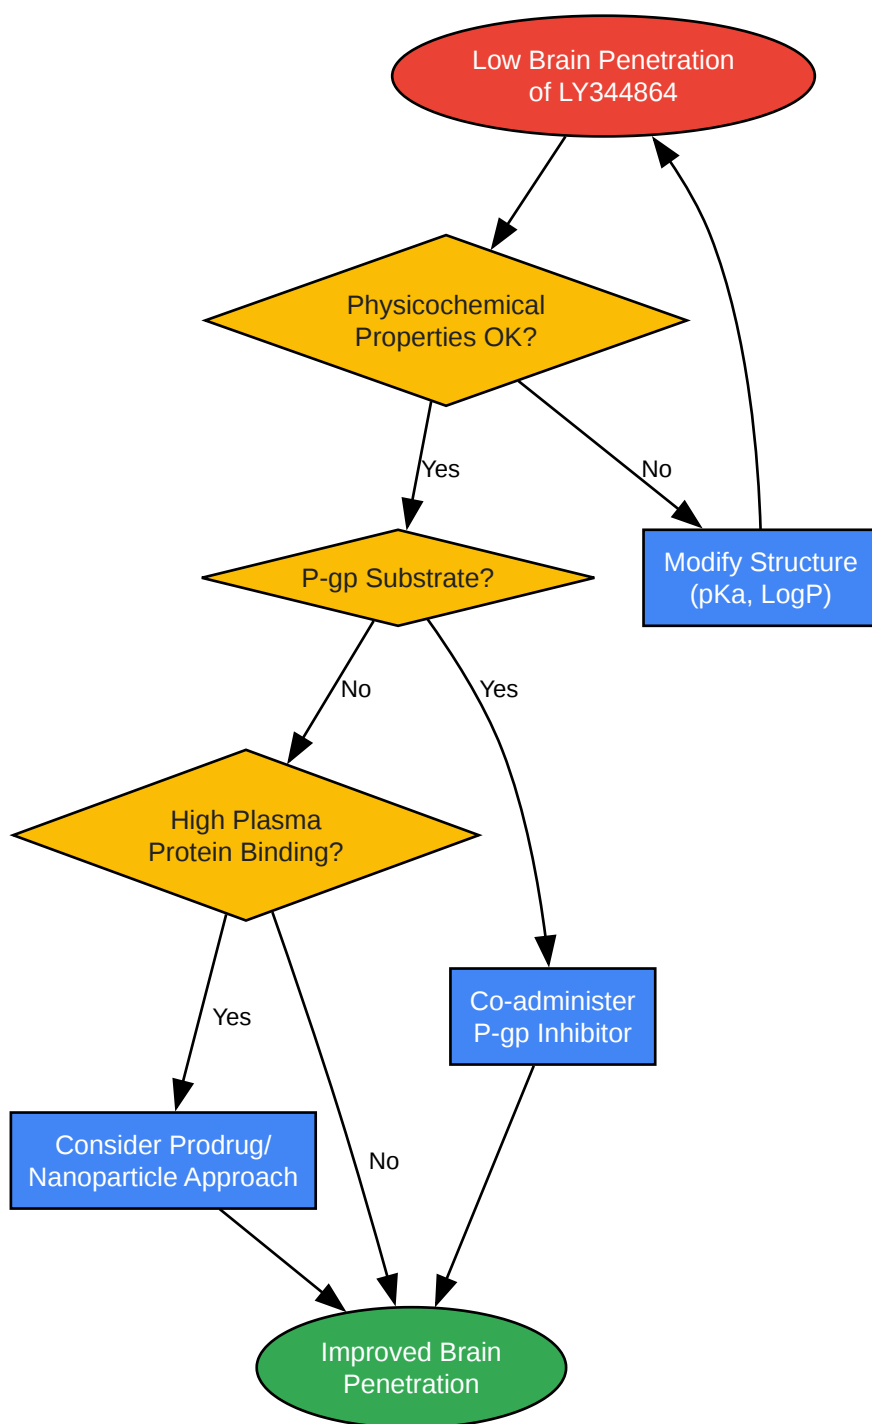 Low Brain Penetration
of LY344864
Physicochemical
Properties OK?
Yes
No
P-gp Substrate?
Modify Structure
(pKa, LogP)
No
Yes
High Plasma
Protein Binding?
Yes
Co-administer
P-gp Inhibitor
No
Consider Prodrug/
Nanoparticle Approach
Improved Brain
Penetration